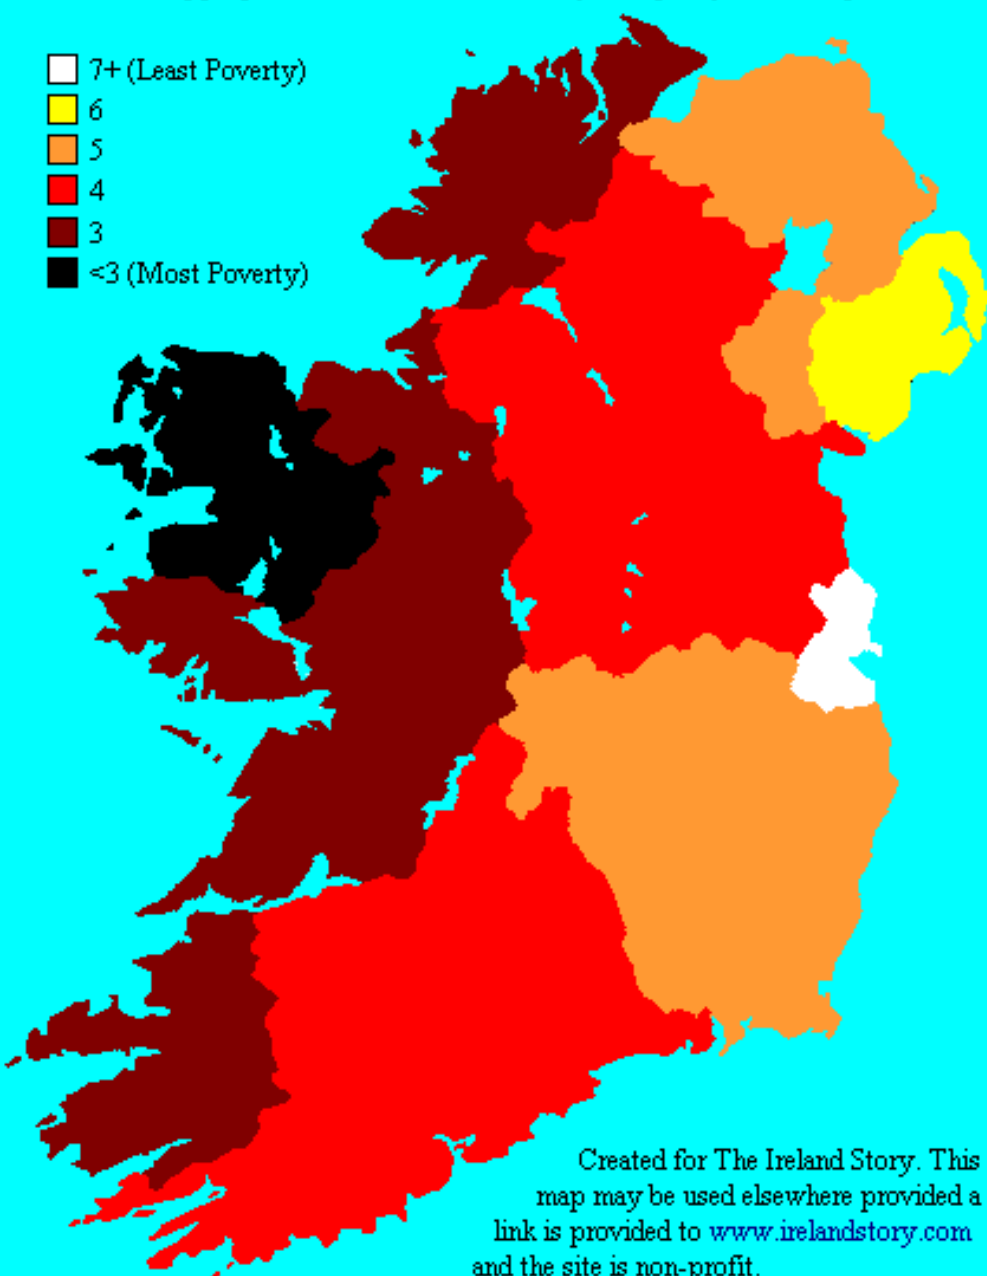 7+ (Least Poverty)
6
5
4
3
<3 (Most Poverty)
Created for The Ireland Story. This
map may be used elsewhere provided a
link is provided to www.irelandstory.com
and the site is non-profit.